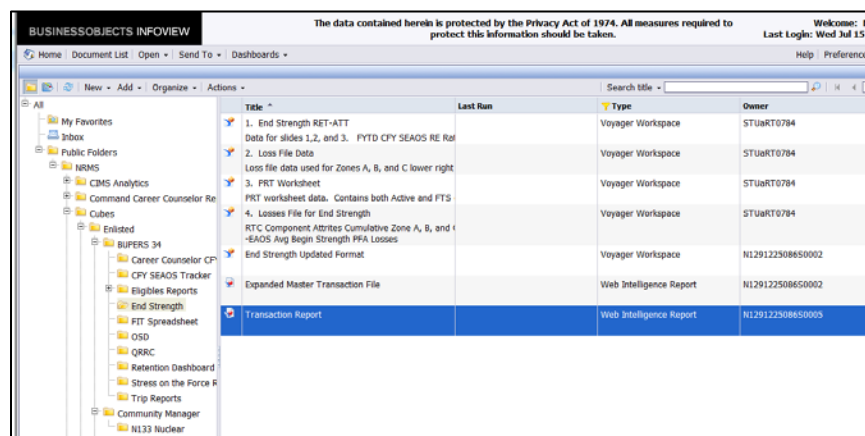 BUSINESSOBJECTS INFOVIEW
The data contained herein is protected by the Privacy Act of 1974. All measures required to
protect this information should be taken.
Welcome:
Last Login: Wed Jul 15
Home Document List Open Send To Dashboards
Help Preference
New Add Organize Actions
Search title
All
My Favorites
Inbox
Public Folders
NRMS
CIMS Analytics
Command Career Counselor Re
Cubes
Enlisted
BUPERS 34
Career Counselor CF
CFY SEAOS Tracker
Eligibles Reports
End Strength
FIT Spreadsheet
OSD
QRRC
Retention Dashboard
Stress on the Force R
Trip Reports
Community Manager
N133 Nuclear
Title Last Run Type Owner
1. End Strength RET-ATT Voyager Workspace STUaRT0784
Data for slides 1,2, and 3. FYTD CFY SEAOS RE Rat
2. Loss File Data Voyager Workspace STUaRT0784
Loss file data used for Zones A, B, and C lower right
3. PRT Worksheet Voyager Workspace STUaRT0784
PRT worksheet data. Contains both Active and FTS
4. Losses File for End Strength Voyager Workspace STUaRT0784
RTC Component Attrites Cumulative Zone A, B, and
-EAOS Avg Begin Strength PFA Losses
End Strength Updated Format Voyager Workspace N129122508650002
Expanded Master Transaction File Web Intelligence Report N129122508650002
Transaction Report Web Intelligence Report N129122508650005